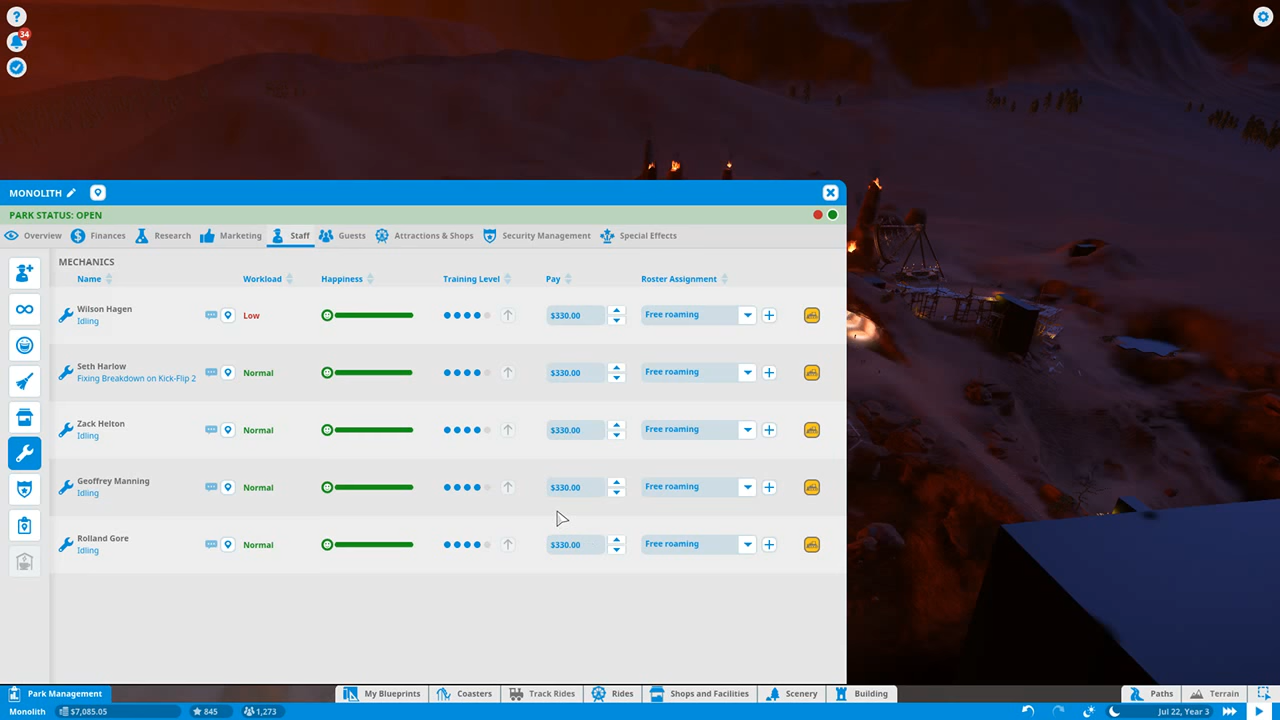 ?
34
MONOLITH
PARK STATUS: OPEN
Overview Finances Research Marketing Staff Guests Attractions & Shops Security Management Special Effects
MECHANICS
Name Workload Happiness Training Level Pay Roster Assignment
Wilson Hagen
Idling
Low $330.00 Free roaming
Seth Harlow
Fixing Breakdown on Kick-Flip 2
Normal $330.00 Free roaming
Zack Helton
Idling
Normal $330.00 Free roaming
Geoffrey Manning
Idling
Normal $330.00 Free roaming
Rolland Gore
Idling
Normal $330.00 Free roaming
Park Management My Blueprints Coasters Track Rides Rides Shops and Facilities Scenery Building Paths Terrain
Monolith $7,085.05 845 1,273 Jul 22, Year 3